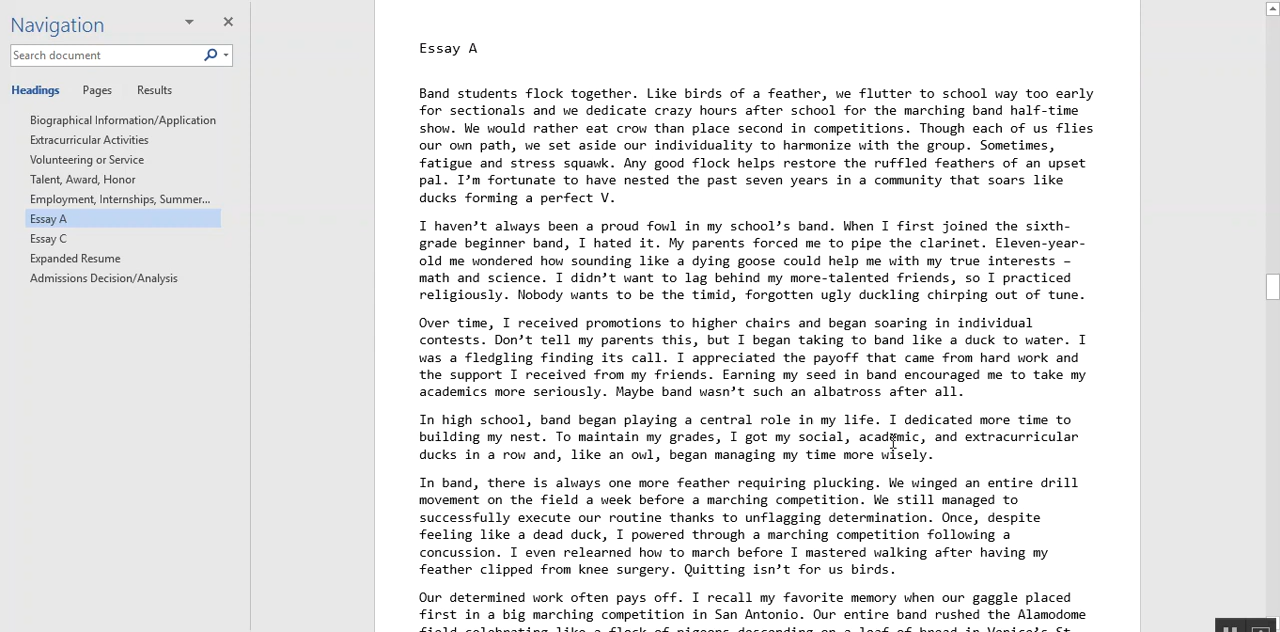 Navigation
Search document
Headings Pages Results
Biographical Information/Application
Extracurricular Activities
Volunteering or Service
Talent, Award, Honor
Employment, Internships, Summer...
Essay A
Essay C
Expanded Resume
Admissions Decision/Analysis
Essay A
Band students flock together. Like birds of a feather, we flutter to school way too early
for sectionals and we dedicate crazy hours after school for the marching band half-time
show. We would rather eat crow than place second in competitions. Though each of us flies
our own path, we set aside our individuality to harmonize with the group. Sometimes,
fatigue and stress squawk. Any good flock helps restore the ruffled feathers of an upset
pal. I’m fortunate to have nested the past seven years in a community that soars like
ducks forming a perfect V.
I haven’t always been a proud fowl in my school’s band. When I first joined the sixth-
grade beginner band, I hated it. My parents forced me to pipe the clarinet. Eleven-year-
old me wondered how sounding like a dying goose could help me with my true interests –
math and science. I didn’t want to lag behind my more-talented friends, so I practiced
religiously. Nobody wants to be the timid, forgotten ugly duckling chirping out of tune.
Over time, I received promotions to higher chairs and began soaring in individual
contests. Don’t tell my parents this, but I began taking to band like a duck to water. I
was a fledgling finding its call. I appreciated the payoff that came from hard work and
the support I received from my friends. Earning my seed in band encouraged me to take my
academics more seriously. Maybe band wasn’t such an albatross after all.
In high school, band began playing a central role in my life. I dedicated more time to
building my nest. To maintain my grades, I got my social, academic, and extracurricular
ducks in a row and, like an owl, began managing my time more wisely.
In band, there is always one more feather requiring plucking. We winged an entire drill
movement on the field a week before a marching competition. We still managed to
successfully execute our routine thanks to unflagging determination. Once, despite
feeling like a dead duck, I powered through a marching competition following a
concussion. I even relearned how to march before I mastered walking after having my
feather clipped from knee surgery. Quitting isn’t for us birds.
Our determined work often pays off. I recall my favorite memory when our gaggle placed
first in a big marching competition in San Antonio. Our entire band rushed the Alamodome
field celebrating like a flock of pigeons descending on a loaf of bread in Venice’s St.